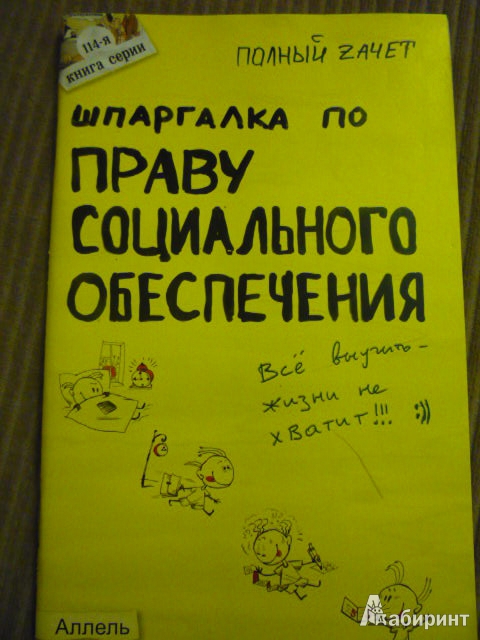 114-я
книга серии
ПОЛНЫЙ ZАЧЕТ
ШПАРГАЛКА ПО
ПРАВУ
СОЦИАЛЬНОГО
ОБЕСПЕЧЕНИЯ
Всё выучить -
жизни не
хватит!!! :))
Аллель
Лабиринт